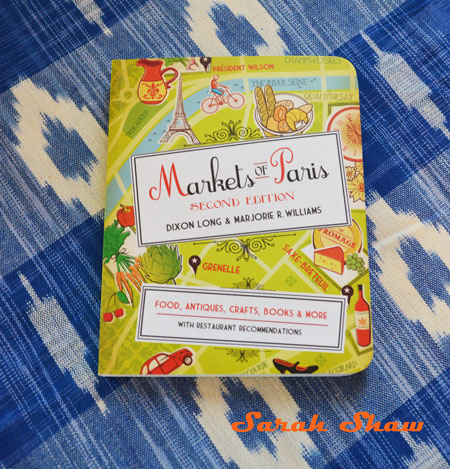 PRÉSIDENT WILSON
THE RIVER SEINE
Markets OF Paris
SECOND EDITION
DIXON LONG & MARJORIE R. WILLIAMS
FROMAGE
SAXE-BRETEUIL
GRENELLE
FOOD, ANTIQUES, CRAFTS, BOOKS & MORE
WITH RESTAURANT RECOMMENDATIONS
Sarah Shaw